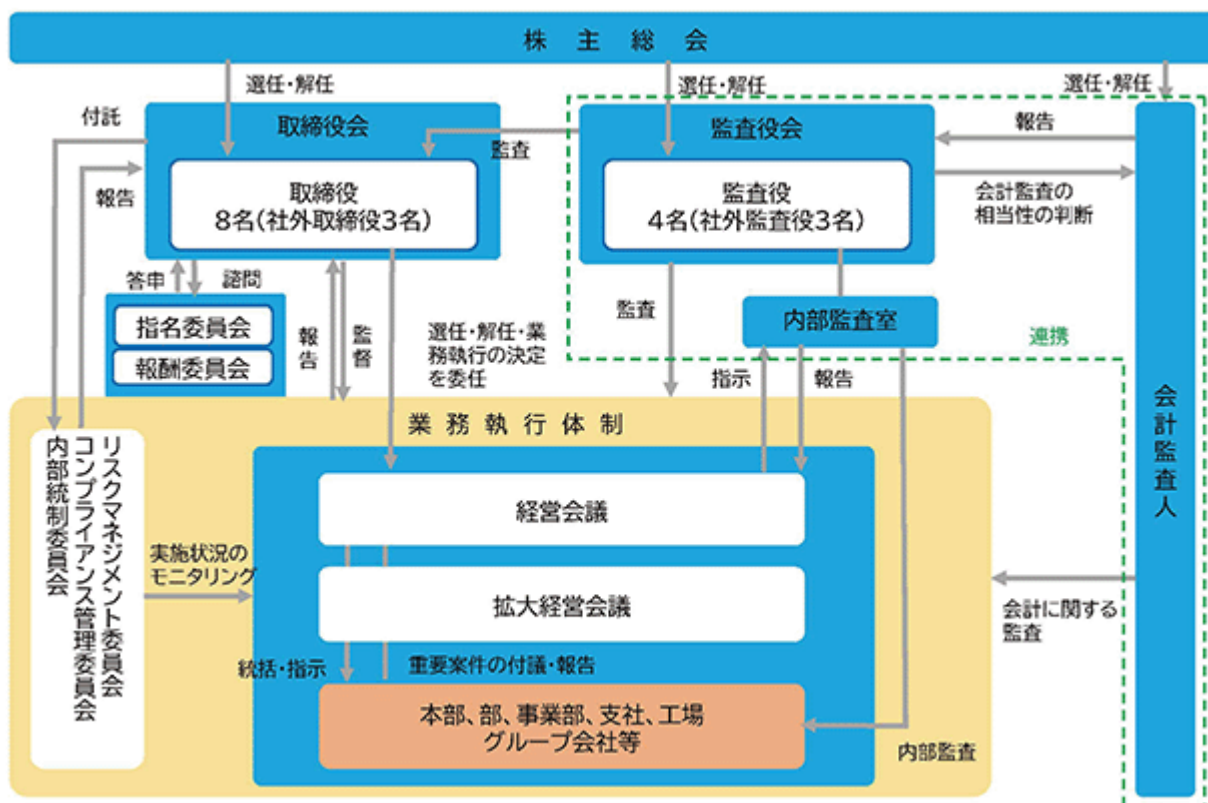 株主総会
選任・解任
選任・解任
選任・解任
付託
取締役会
監査
監査役会
報告
報告
取締役
8名(社外取締役3名)
監査役
4名(社外監査役3名)
会計監査の
相当性の判断
答申
諮問
指名委員会
報酬委員会
報告
監督
選任・解任・業
務執行の決定
を委任
監査
内部監査室
連携
指示
報告
会計監査人
業務執行体制
リスクマネジメント委員会
コンプライアンス管理委員会
内部統制委員会
経営会議
実施状況の
モニタリング
拡大経営会議
会計に関する
監査
統括・指示
重要案件の付議・報告
本部、部、事業部、支社、工場
グループ会社等
内部監査